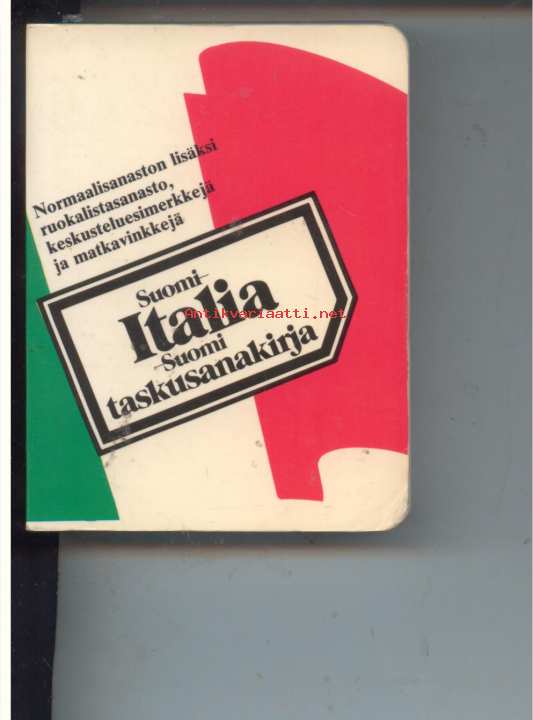 Normaalisanaston lisäksi
ruokalistasanasto,
keskusteluesimerkkejä
ja matkavinkkejä
Suomi–
Italia
–Suomi
taskusanakirja
Antikvariaatti.net